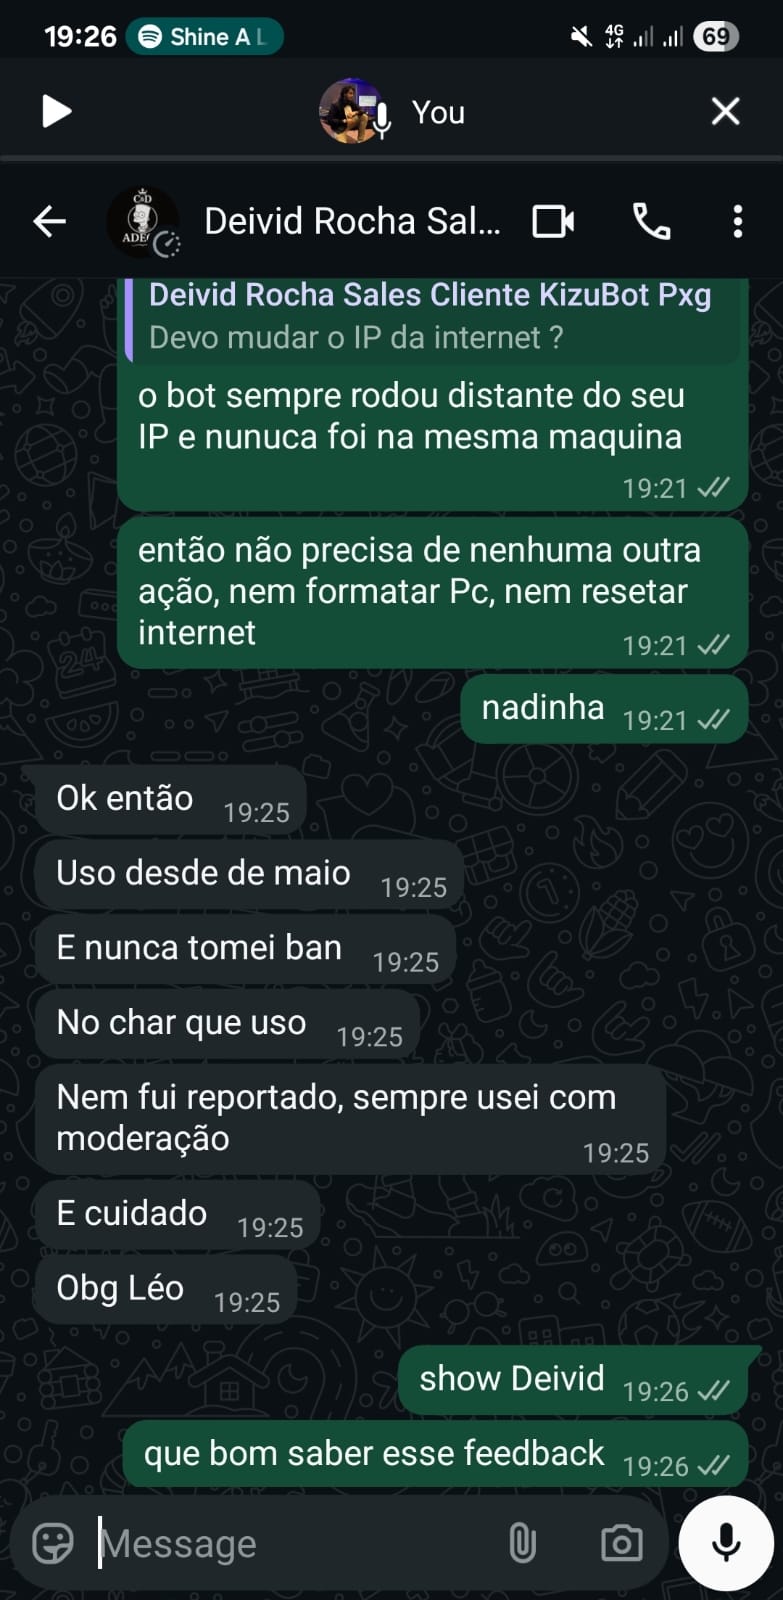 19:26 Shine A L 4G 69
You
Deivid Rocha Sal...
C&D
Deivid Rocha Sales Cliente KizuBot Pxg
Devo mudar o IP da internet ?
o bot sempre rodou distante do seu
IP e nunuca foi na mesma maquina
19:21
então não precisa de nenhuma outra
ação, nem formatar Pc, nem resetar
internet
19:21
nadinha 19:21
Ok então 19:25
Uso desde de maio 19:25
E nunca tomei ban 19:25
No char que uso 19:25
Nem fui reportado, sempre usei com
moderação
19:25
E cuidado 19:25
Obg Léo 19:25
show Deivid 19:26
que bom saber esse feedback 19:26
Message